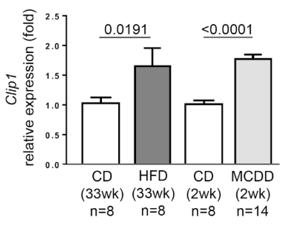 Clip1
relative expression (fold)
2.5
2.0
1.5
1.0
0.5
0.0
0.0191
<0.0001
CD HFD CD MCDD
(33wk) (33wk) (2wk) (2wk)
n=8 n=8 n=8 n=14